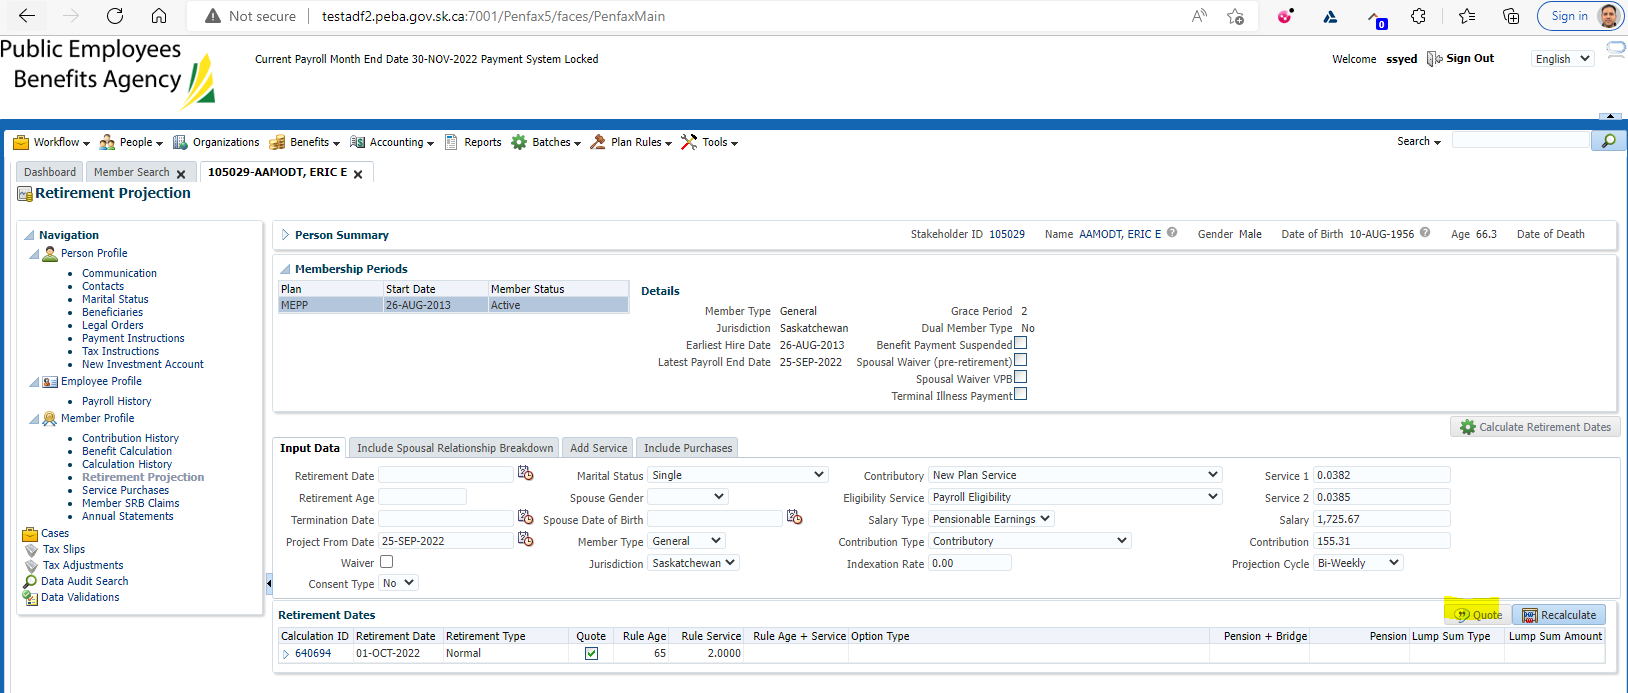 Not secure
testadf2.peba.gov.sk.ca:7001/Penfax5/faces/PenfaxMain
A
0
Sign in
Public Employees
Benefits Agency
Current Payroll Month End Date 30-NOV-2022 Payment System Locked
Welcome ssyed Sign Out
English
Workflow People Organizations Benefits Accounting Reports Batches Plan Rules Tools
Search
Dashboard Member Search 105029-AAMODT, ERIC E
Retirement Projection
Navigation
Person Profile
Communication
Contacts
Marital Status
Beneficiaries
Legal Orders
Payment Instructions
Tax Instructions
New Investment Account
Employee Profile
Payroll History
Member Profile
Contribution History
Benefit Calculation
Calculation History
Retirement Projection
Service Purchases
Member SRB Claims
Annual Statements
Cases
Tax Slips
Tax Adjustments
Data Audit Search
Data Validations
Person Summary
Stakeholder ID 105029 Name AAMODT, ERIC E Gender Male Date of Birth 10-AUG-1956 Age 66.3 Date of Death
Membership Periods
Plan Start Date Member Status
MEPP 26-AUG-2013 Active
Details
Member Type General Grace Period 2
Jurisdiction Saskatchewan Dual Member Type No
Earliest Hire Date 26-AUG-2013 Benefit Payment Suspended
Latest Payroll End Date 25-SEP-2022 Spousal Waiver (pre-retirement)
Spousal Waiver VPB
Terminal Illness Payment
Calculate Retirement Dates
Input Data Include Spousal Relationship Breakdown Add Service Include Purchases
Retirement Date Marital Status Single Contributory New Plan Service Service 1 0.0382
Retirement Age Spouse Gender Eligibility Service Payroll Eligibility Service 2 0.0385
Termination Date Spouse Date of Birth Salary Type Pensionable Earnings Salary 1,725.67
Project From Date 25-SEP-2022 Member Type General Contribution Type Contributory Contribution 155.31
Waiver Jurisdiction Saskatchewan Indexation Rate 0.00 Projection Cycle Bi-Weekly
Consent Type No
Retirement Dates
Quote Recalculate
Calculation ID Retirement Date Retirement Type Quote Rule Age Rule Service Rule Age + Service Option Type Pension + Bridge Pension Lump Sum Type Lump Sum Amount
640694 01-OCT-2022 Normal 65 2.0000